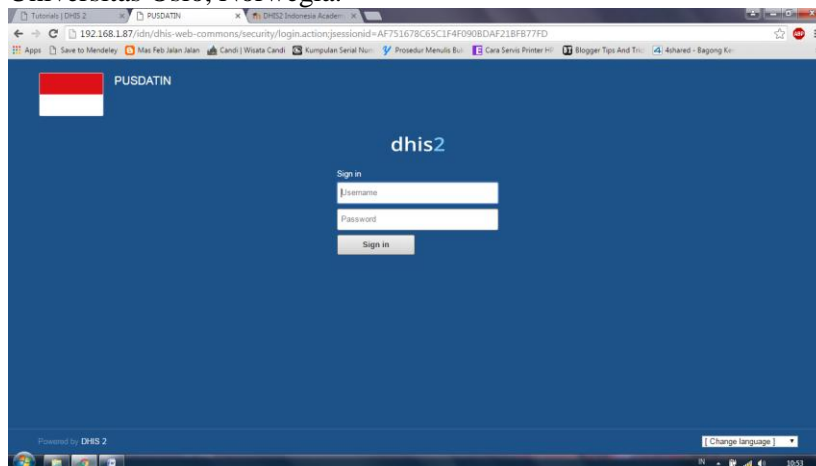 Universitas Oslo, Norwegia.
Tutorials | DHIS 2
PUSDATIN
DHIS2 Indonesia Academ
192.168.1.87/idn/dhis-web-commons/security/login.action;jsessionid=AF751678C65C1F4F090BDAF21BFB77FD
Apps Save to Mendeley Mas Feb Jalan Jalan Candi | Wisata Candi Kumpulan Serial Num Prosedur Menulis Buk Cara Servis Printer HP Blogger Tips And Tric 4shared - Bagong Ke
PUSDATIN
dhis2
Sign in
Username
Password
Sign in
Powered by DHIS 2
[ Change language ]
IN
10:53